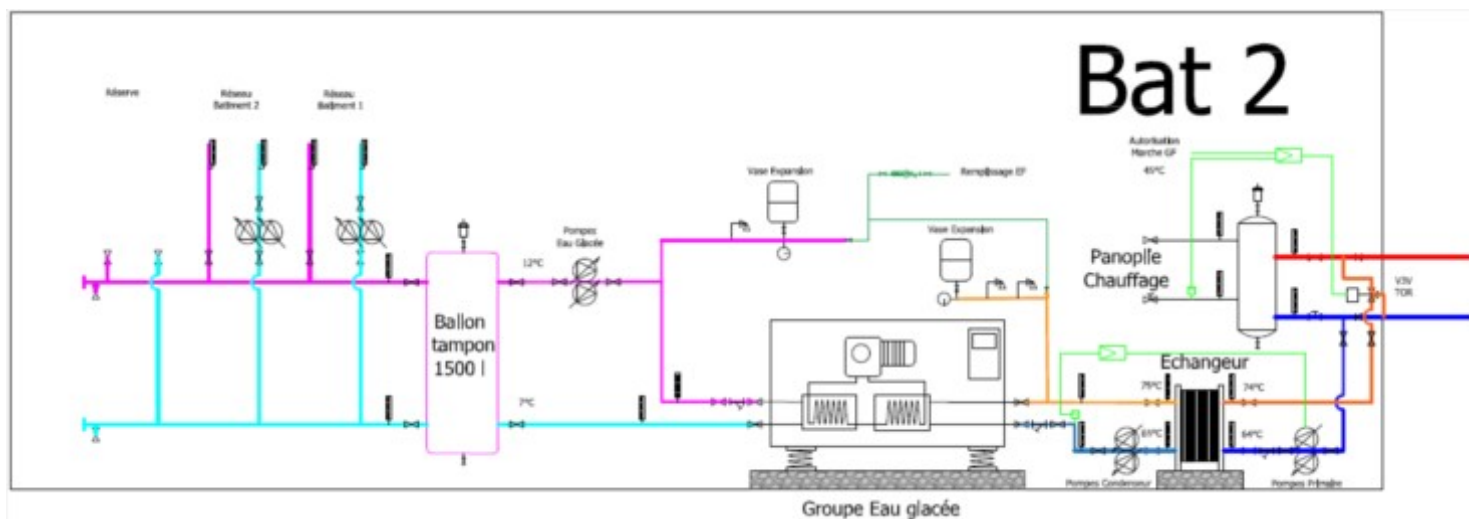 Bat 2
Réserve
Réseau
Batiment 2
Réseau
Batiment 1
Vase Expansion
Remplissage EF
Autorisation
Marche GF
45°C
Pompes
Eau Glacée
12°C
Vase Expansion
Panoplie
Chauffage
V3V
TOR
Ballon
tampon
1500 l
Echangeur
7°C
75°C
74°C
65°C
64°C
Pompes Condenseur
Pompes Primaire
Groupe Eau glacée